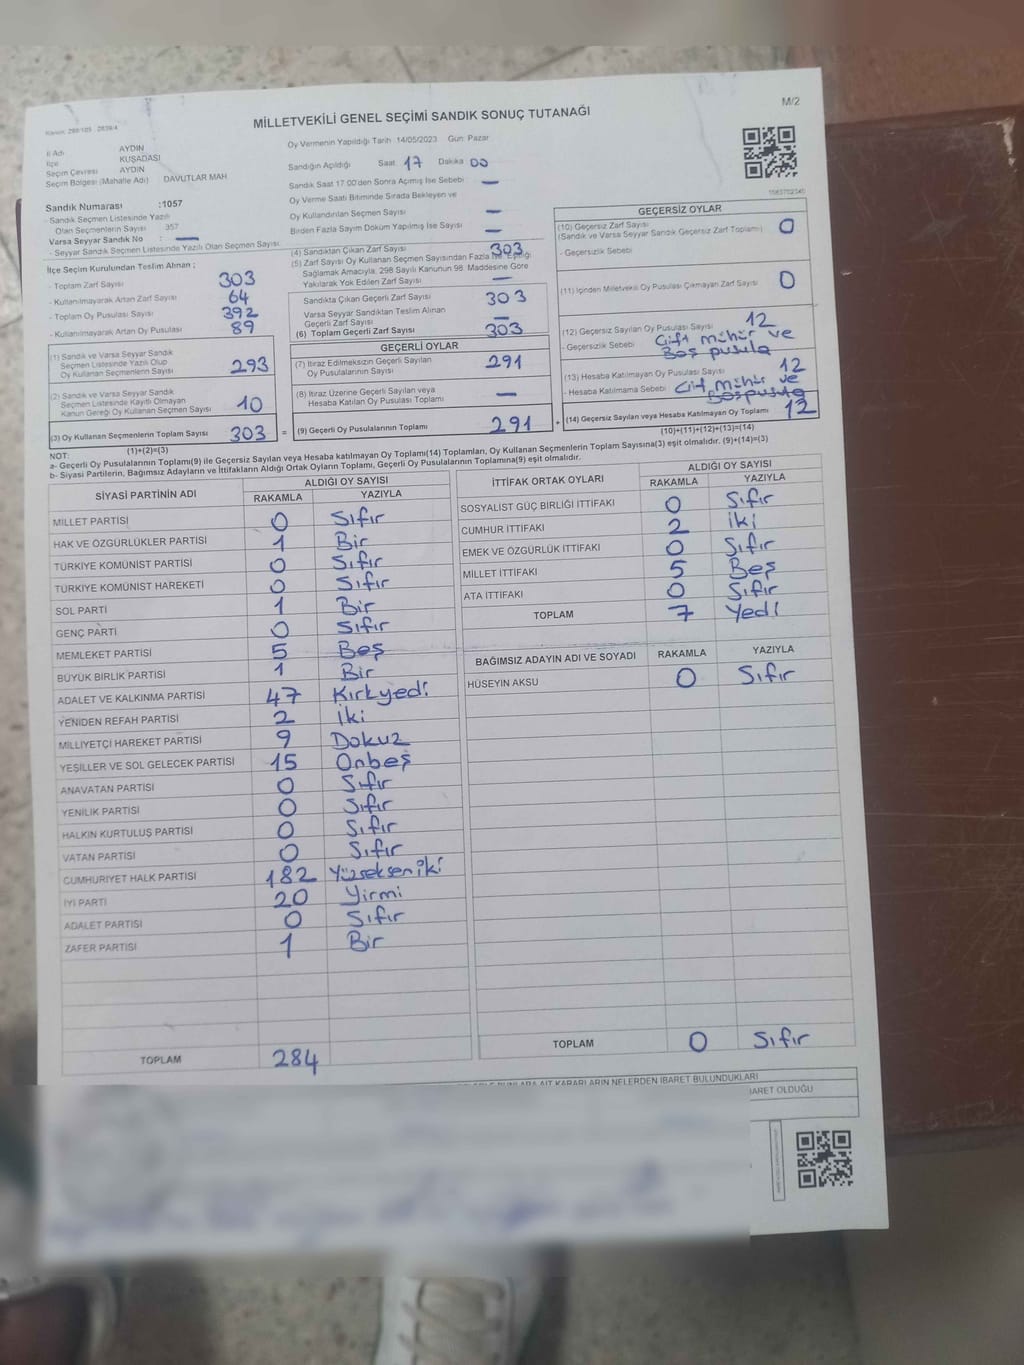 M/2
MİLLETVEKİLİ GENEL SEÇİMİ SANDIK SONUÇ TUTANAĞI
İl Adı AYDIN
İlçe KUŞADASI
Seçim Çevresi AYDIN
Seçim Bölgesi (Mahalle Adı) DAVUTLAR MAH
Sandık Numarası :1057
- Sandık Seçmen Listesinde Yazılı
Olan Seçmenlerin Sayısı 357
Varsa Seyyar Sandık No : —
- Seyyar Sandık Seçmen Listesinde Yazılı Olan Seçmen Sayısı:
Oy Vermenin Yapıldığı Tarih 14/05/2023 Gün: Pazar
Sandığın Açıldığı Saat 17 Dakika 00
Sandık Saat 17:00'den Sonra Açılmış İse Sebebi —
Oy Verme Saati Bitiminde Sırada Bekleyen ve
Oy Kullandırılan Seçmen Sayısı —
Birden Fazla Sayım Döküm Yapılmış İse Sayısı —
İlçe Seçim Kurulundan Teslim Alınan ;
- Toplam Zarf Sayısı 303
- Kullanılmayarak Artan Zarf Sayısı 64
- Toplam Oy Pusulası 392
- Kullanılmayarak Artan Oy Pusulası 89
(1) Sandık ve Varsa Seyyar Sandık
Seçmen Listesinde Yazılı Olup
Oy Kullanan Seçmenlerin Sayısı 293
(2) Sandık ve Varsa Seyyar Sandık
Seçmen Listesinde Kayıtlı Olmayan
Kanun Gereği Oy Kullanan Seçmen Sayısı 10
(3) Oy Kullanan Seçmenlerin Toplam Sayısı 303 =
(1)+(2)=(3)
(4) Sandıktan Çıkan Zarf Sayısı 303
(5) Zarf Sayısı Oy Kullanan Seçmen Sayısından Fazla İse, Eşitliği
Sağlamak Amacıyla; 298 Sayılı Kanunun 98. Maddesine Göre
Yakılarak Yok Edilen Zarf Sayısı —
Sandıkta Çıkan Geçerli Zarf Sayısı 303
Varsa Sandıktan Teslim Alınan
Geçerli Zarf Sayısı —
(6) Toplam Geçerli Zarf Sayısı 303
GEÇERLİ OYLAR
(7) İtiraz Edilmeksizin Geçerli Sayılan
Oy Pusulalarının Sayısı 291
(8) İtiraz Üzerine Geçerli Sayılan veya
Hesaba Katılan Oy Pusulası Toplamı —
(9) Geçerli Oy Pusulalarının Toplamı 291 +
GEÇERSİZ OYLAR
(10) Geçersiz Zarf Sayısı 0
(Sandık ve Varsa Seyyar Sandık Geçersiz Zarf Toplamı)
- Geçersizlik Sebebi
(11) İçinden Milletvekili Oy Pusulası Çıkmayan Zarf Sayısı 0
(12) Geçersiz Sayılan Oy Pusulası Sayısı 12
- Geçersizlik Sebebi Çift mühür ve
Boş pusula
(13) Hesaba Katılmayan Oy Pusulası Sayısı 12
- Hesaba Katılmama Sebebi Çift mühür ve
Boş pusula
(14) Geçersiz Sayılan veya Hesaba Katılmayan Oy Toplamı 12
(10)+(11)+(12)+(13)=(14)
NOT:
a- Geçerli Oy Pusulalarının Toplamı(9) ile Geçersiz Sayılan veya Hesaba katılmayan Oy Toplamı(14) Toplamları, Oy Kullanan Seçmenlerin Toplam Sayısına(3) eşit olmalıdır. (9)+(14)=(3)
b- Siyasi Partilerin, Bağımsız Adayların ve İttifakların Aldığı Ortak Oyların Toplamı, Geçerli Oy Pusulalarının Toplamına(9) eşit olmalıdır.
SİYASİ PARTİNİN ADI ALDIĞI OY SAYISI
RAKAMLA YAZIYLA
MİLLET PARTİSİ 0 Sıfır
HAK VE ÖZGÜRLÜKLER PARTİSİ 1 Bir
TÜRKİYE KOMÜNİST PARTİSİ 0 Sıfır
TÜRKİYE KOMÜNİST HAREKETİ 0 Sıfır
SOL PARTİ 1 Bir
GENÇ PARTİ 0 Sıfır
MEMLEKET PARTİSİ 5 Beş
BÜYÜK BİRLİK PARTİSİ 1 Bir
ADALET VE KALKINMA PARTİSİ 47 Kırkyedi
YENİDEN REFAH PARTİSİ 2 İki
MİLLİYETÇİ HAREKET PARTİSİ 9 Dokuz
YEŞİLLER VE SOL GELECEK PARTİSİ 15 Onbeş
ANAVATAN PARTİSİ 0 Sıfır
YENİLİK PARTİSİ 0 Sıfır
HALKIN KURTULUŞ PARTİSİ 0 Sıfır
VATAN PARTİSİ 0 Sıfır
CUMHURİYET HALK PARTİSİ 182 Yüzsekseniki
İYİ PARTİ 20 Yirmi
ADALET PARTİSİ 0 Sıfır
ZAFER PARTİSİ 1 Bir
TOPLAM 284
İTTİFAK ORTAK OYLARI ALDIĞI OY SAYISI
RAKAMLA YAZIYLA
SOSYALİST GÜÇ BİRLİĞİ İTTİFAKI 0 Sıfır
CUMHUR İTTİFAKI 2 İki
EMEK VE ÖZGÜRLÜK İTTİFAKI 0 Sıfır
MİLLET İTTİFAKI 5 Beş
ATA İTTİFAKI 0 Sıfır
TOPLAM 7 Yedi
BAĞIMSIZ ADAYIN ADI VE SOYADI RAKAMLA YAZIYLA
HÜSEYİN AKSU 0 Sıfır
TOPLAM 0 Sıfır
KARARLARIN NELERDEN İBARET BULUNDUKLARI
OLDUĞU